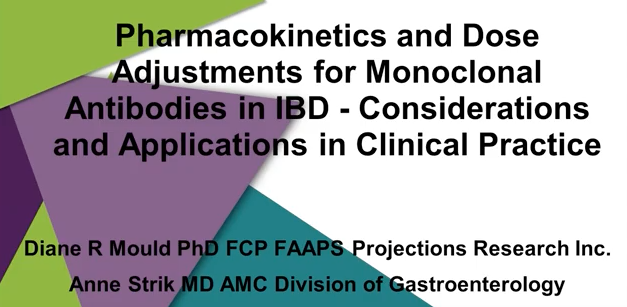 Pharmacokinetics and Dose
Adjustments for Monoclonal
Antibodies in IBD - Considerations
and Applications in Clinical Practice
Diane R Mould PhD FCP FAAPS Projections Research Inc.
Anne Strik MD AMC Division of Gastroenterology